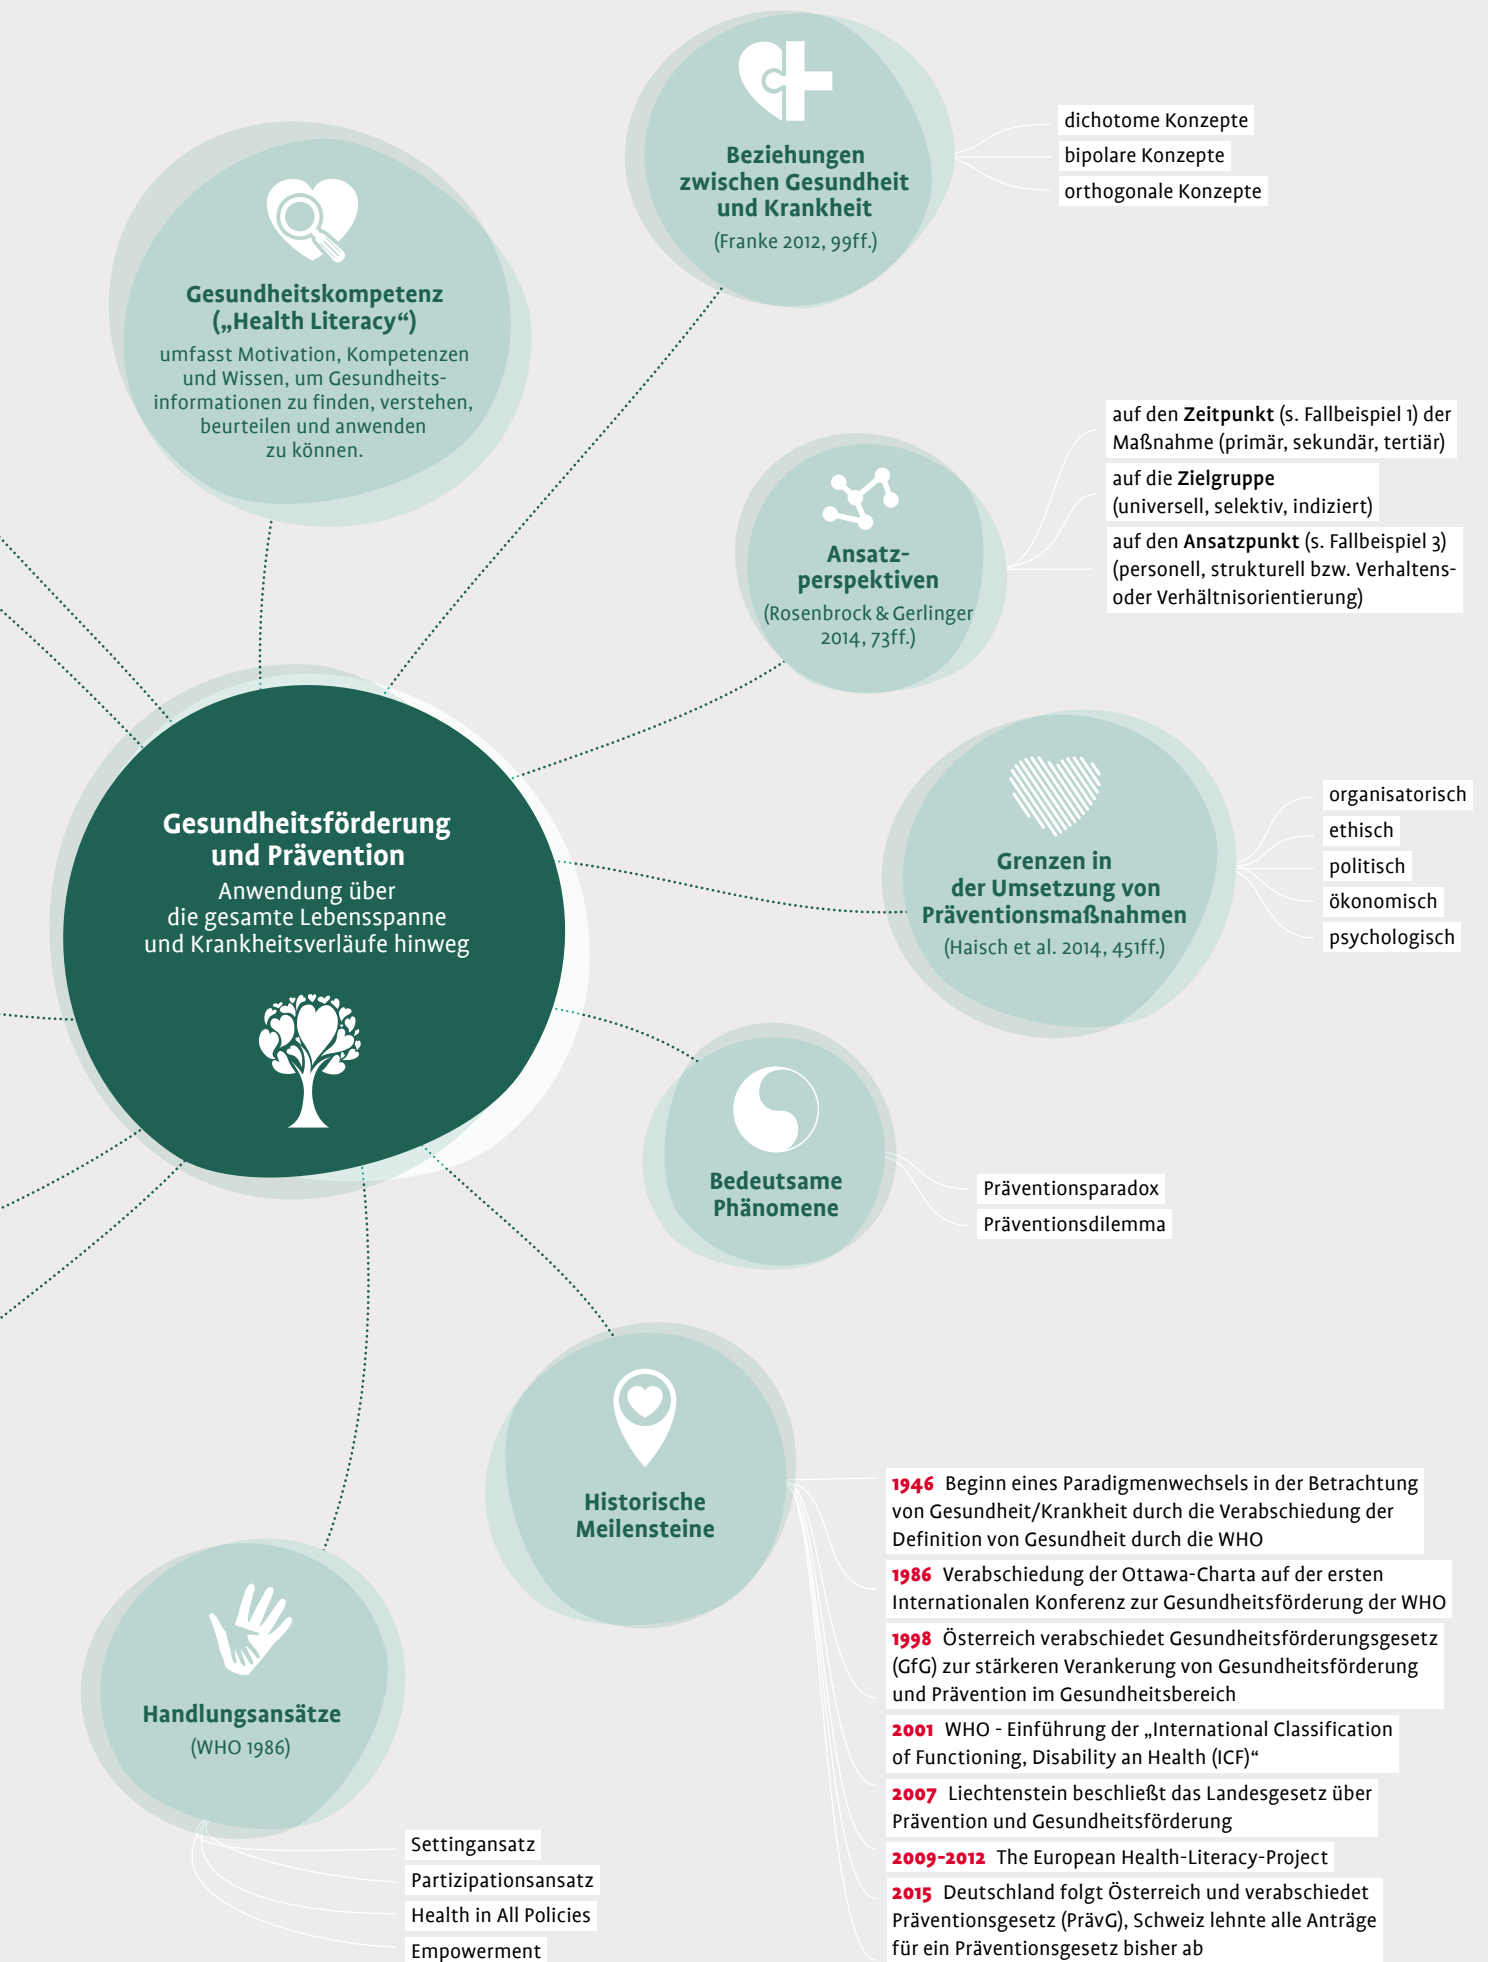 Beziehungen
zwischen Gesundheit
und Krankheit
(Franke 2012, 99ff.)
dichotome Konzepte
bipolare Konzepte
orthogonale Konzepte
Gesundheitskompetenz
(„Health Literacy“)
umfasst Motivation, Kompetenzen
und Wissen, um Gesundheits-
informationen zu finden, verstehen,
beurteilen und anwenden
zu können.
Ansatz-
perspektiven
(Rosenbrock & Gerlinger
2014, 73ff.)
auf den Zeitpunkt (s. Fallbeispiel 1) der
Maßnahme (primär, sekundär, tertiär)
auf die Zielgruppe
(universell, selektiv, indiziert)
auf den Ansatzpunkt (s. Fallbeispiel 3)
(personell, strukturell bzw. Verhaltens-
oder Verhältnisorientierung)
Gesundheitsförderung
und Prävention
Anwendung über
die gesamte Lebensspanne
und Krankheitsverläufe hinweg
Grenzen in
der Umsetzung von
Präventionsmaßnahmen
(Haisch et al. 2014, 451ff.)
organisatorisch
ethisch
politisch
ökonomisch
psychologisch
Bedeutsame
Phänomene
Präventionsparadox
Präventionsdilemma
Historische
Meilensteine
1946 Beginn eines Paradigmenwechsels in der Betrachtung
von Gesundheit/Krankheit durch die Verabschiedung der
Definition von Gesundheit durch die WHO
1986 Verabschiedung der Ottawa-Charta auf der ersten
Internationalen Konferenz zur Gesundheitsförderung der WHO
1998 Österreich verabschiedet Gesundheitsförderungsgesetz
(GfG) zur stärkeren Verankerung von Gesundheitsförderung
und Prävention im Gesundheitsbereich
2001 WHO - Einführung der „International Classification
of Functioning, Disability an Health (ICF)“
2007 Liechtenstein beschließt das Landesgesetz über
Prävention und Gesundheitsförderung
2009-2012 The European Health-Literacy-Project
2015 Deutschland folgt Österreich und verabschiedet
Präventionsgesetz (PrävG), Schweiz lehnte alle Anträge
für ein Präventionsgesetz bisher ab
Handlungsansätze
(WHO 1986)
Settingansatz
Partizipationsansatz
Health in All Policies
Empowerment